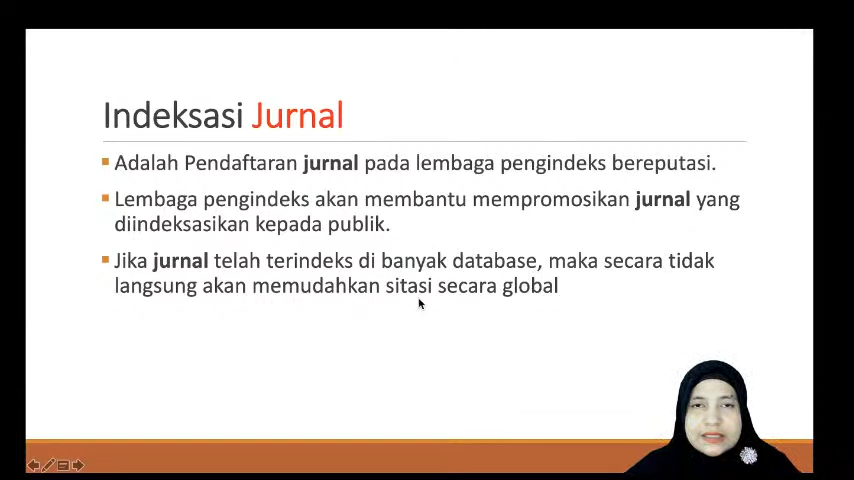 Indeksasi Jurnal
Adalah Pendaftaran jurnal pada lembaga pengindeks bereputasi.
Lembaga pengindeks akan membantu mempromosikan jurnal yang
diindeksasikan kepada publik.
Jika jurnal telah terindeks di banyak database, maka secara tidak
langsung akan memudahkan sitasi secara global